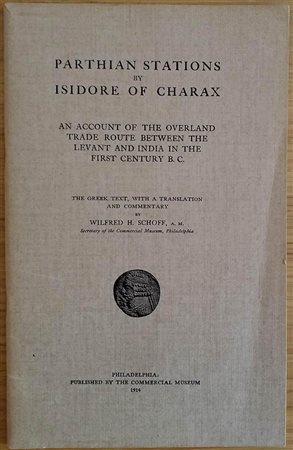 PARTHIAN STATIONS
BY
ISIDORE OF CHARAX
AN ACCOUNT OF THE OVERLAND
TRADE ROUTE BETWEEN THE
LEVANT AND INDIA IN THE
FIRST CENTURY B. C.
THE GREEK TEXT, WITH A TRANSLATION
AND COMMENTARY
BY
WILFRED H. SCHOFF, A. M.
Secretary of the Commercial Museum, Philadelphia
PHILADELPHIA:
PUBLISHED BY THE COMMERCIAL MUSEUM
1914